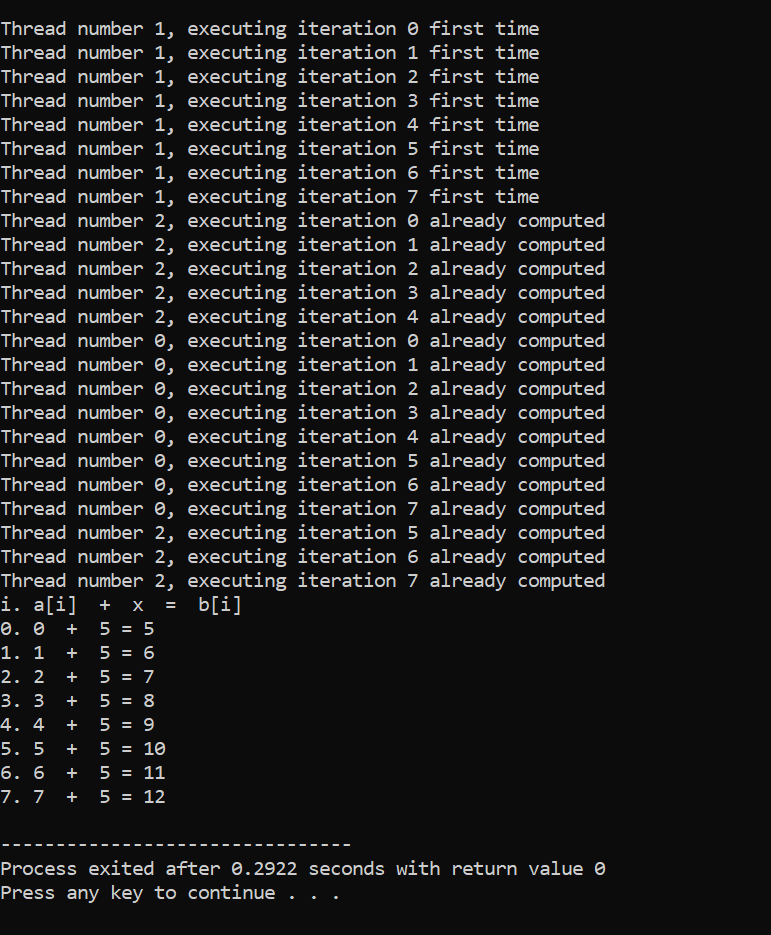 Thread number 1, executing iteration 0 first time
Thread number 1, executing iteration 1 first time
Thread number 1, executing iteration 2 first time
Thread number 1, executing iteration 3 first time
Thread number 1, executing iteration 4 first time
Thread number 1, executing iteration 5 first time
Thread number 1, executing iteration 6 first time
Thread number 1, executing iteration 7 first time
Thread number 2, executing iteration 0 already computed
Thread number 2, executing iteration 1 already computed
Thread number 2, executing iteration 2 already computed
Thread number 2, executing iteration 3 already computed
Thread number 2, executing iteration 4 already computed
Thread number 0, executing iteration 0 already computed
Thread number 0, executing iteration 1 already computed
Thread number 0, executing iteration 2 already computed
Thread number 0, executing iteration 3 already computed
Thread number 0, executing iteration 4 already computed
Thread number 0, executing iteration 5 already computed
Thread number 0, executing iteration 6 already computed
Thread number 0, executing iteration 7 already computed
Thread number 2, executing iteration 5 already computed
Thread number 2, executing iteration 6 already computed
Thread number 2, executing iteration 7 already computed
i. a[i]  +  x  =  b[i]
0. 0  +  5 = 5
1. 1  +  5 = 6
2. 2  +  5 = 7
3. 3  +  5 = 8
4. 4  +  5 = 9
5. 5  +  5 = 10
6. 6  +  5 = 11
7. 7  +  5 = 12
--------------------------------
Process exited after 0.2922 seconds with return value 0
Press any key to continue . . .